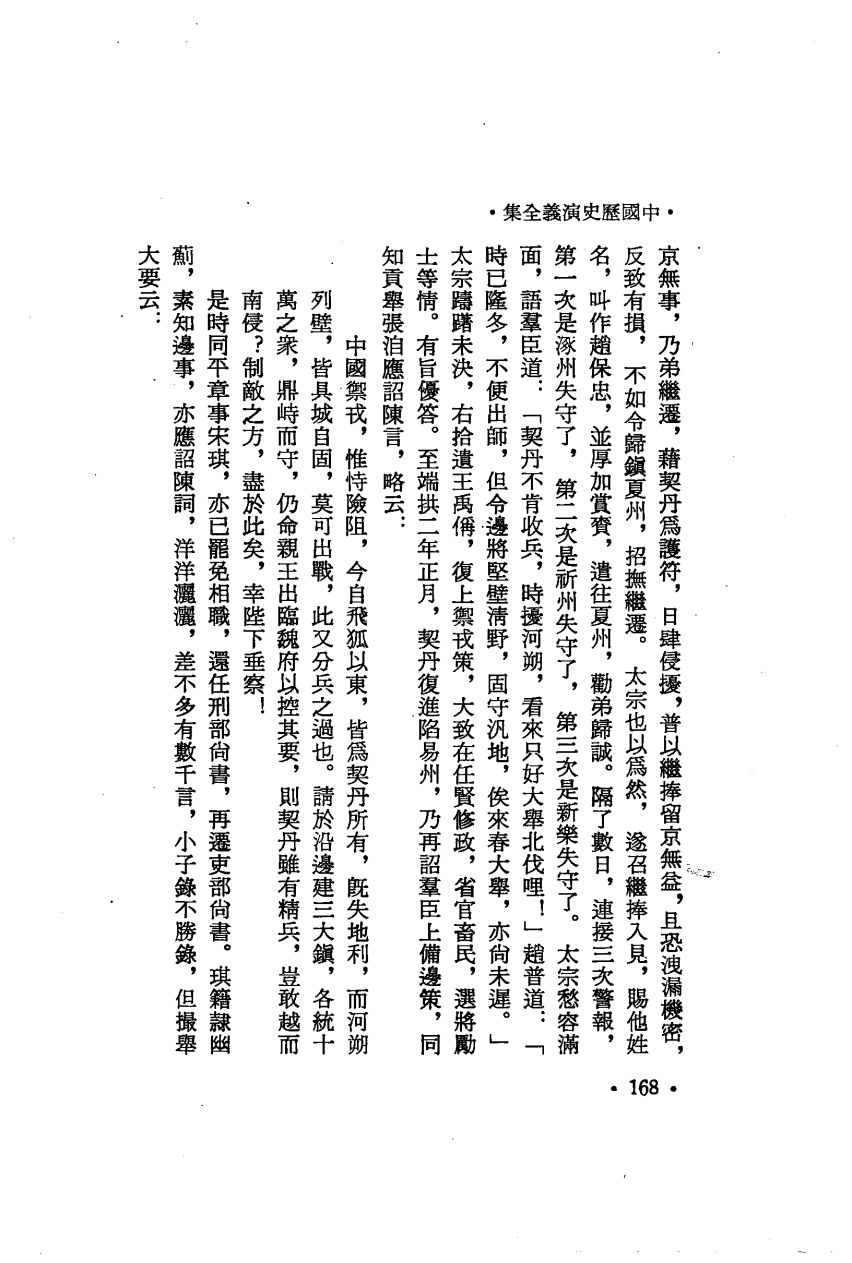 •中國歷史演義全集•
京無事，乃弟繼遷，藉契丹爲護符，日肆侵擾，普以繼捧留京無益，且恐洩漏機密，
反致有損，不如令歸鎭夏州，招撫繼遷。太宗也以爲然，遂召繼捧入見，賜他姓
名，叫作趙保忠，並厚加賞賚，遣往夏州，勸弟歸誠。隔了數日，連接三次警報，
第一次是涿州失守了，第二次是祈州失守了，第三次是新樂失守了。太宗愁容滿
面，語羣臣道：「契丹不肯收兵，時擾河朔，看來只好大舉北伐哩！」趙普道：「
時已隆冬，不便出師，但令邊將堅壁淸野，固守汛地，俟來春大舉，亦尙未遲。」
太宗躊躇未決，右拾遺王禹偁，復上禦戎策，大致在任賢修政，省官畜民，選將勵
士等情。有旨優答。至端拱二年正月，契丹復進陷易州，乃再詔羣臣上備邊策，同
知貢舉張洎應詔陳言，略云：
中國禦戎，惟恃險阻，今自飛狐以東，皆爲契丹所有，旣失地利，而河朔
列壁，皆具城自固，莫可出戰，此又分兵之過也。請於沿邊建三大鎭，各統十
萬之衆，鼎峙而守，仍命親王出臨魏府以控其要，則契丹雖有精兵，豈敢越而
南侵？制敵之方，盡於此矣，幸陛下垂察！
是時同平章事宋琪，亦已罷免相職，還任刑部尙書，再遷吏部尙書。琪籍隸幽
薊，素知邊事，亦應詔陳詞，洋洋灑灑，差不多有數千言，小子錄不勝錄，但撮舉
大要云：
•168•